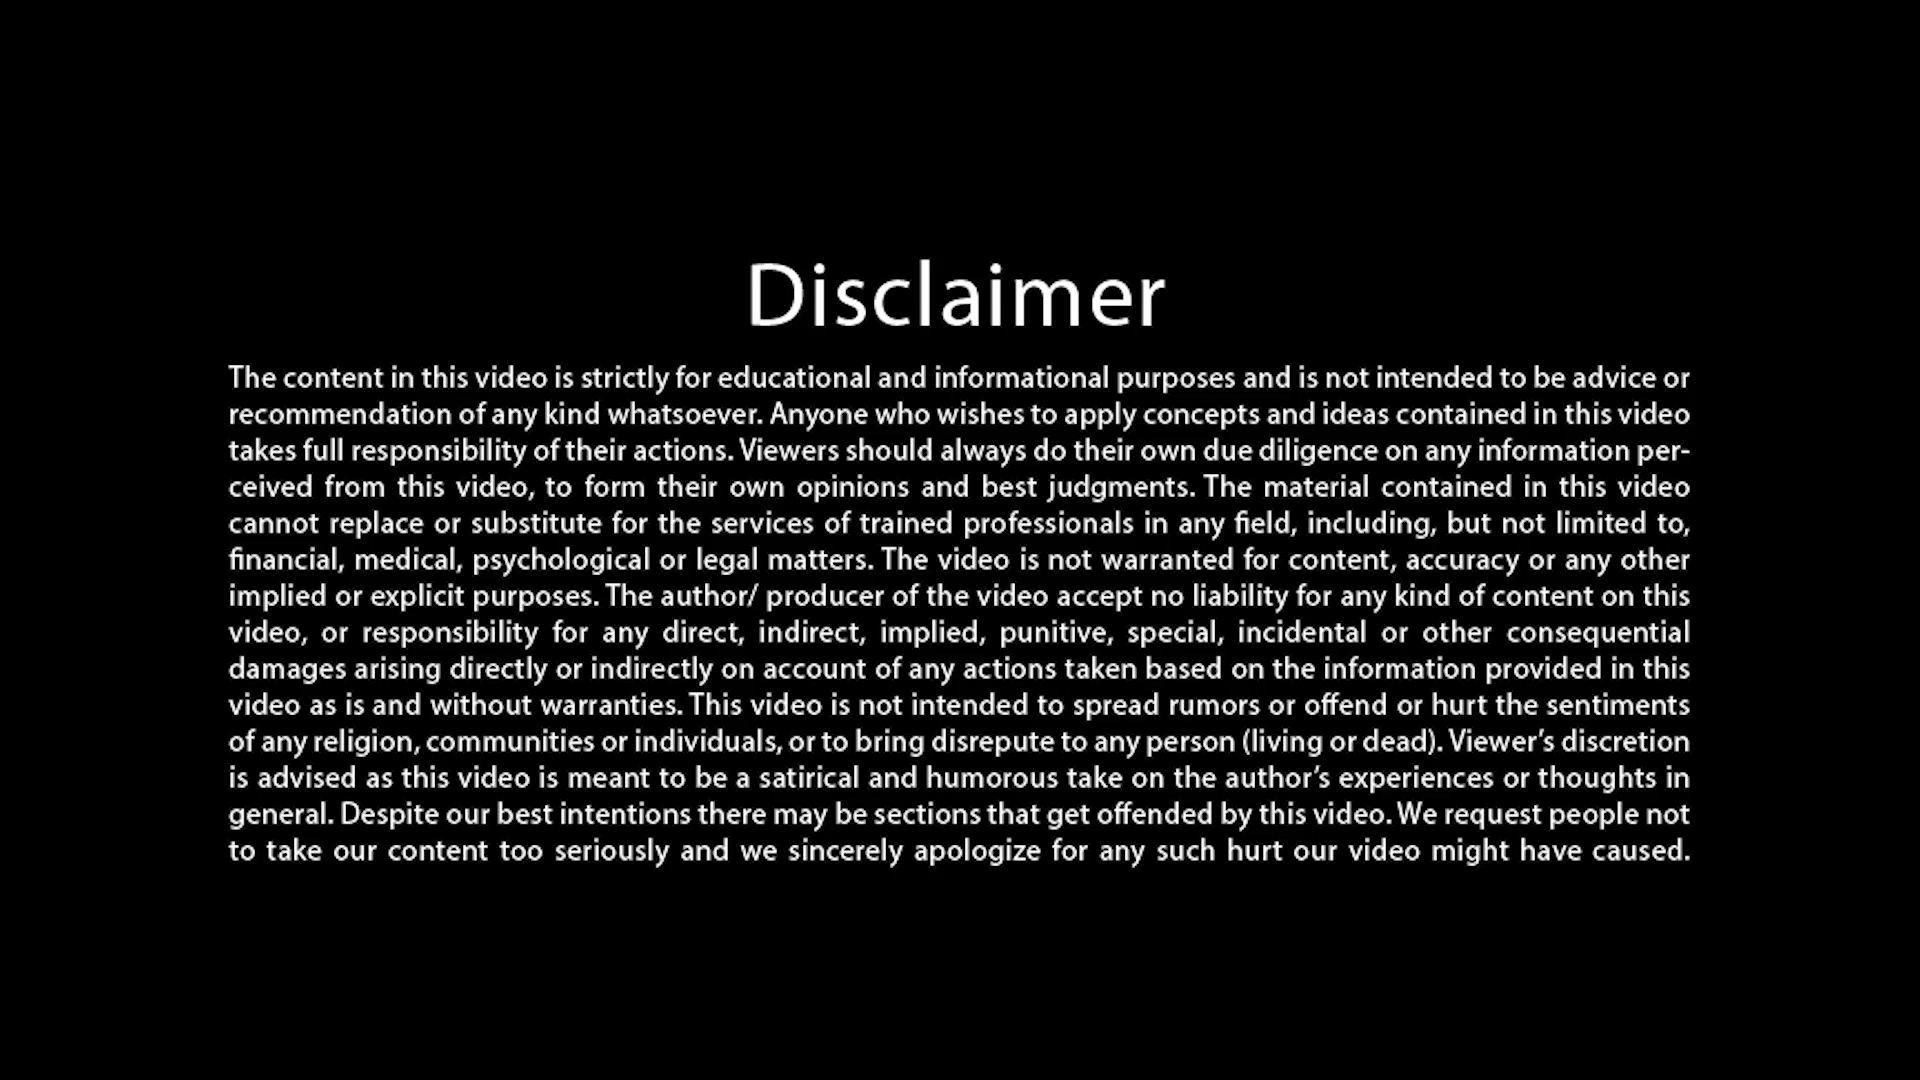 Disclaimer
The content in this video is strictly for educational and informational purposes and is not intended to be advice or
recommendation of any kind whatsoever. Anyone who wishes to apply concepts and ideas contained in this video
takes full responsibility of their actions. Viewers should always do their own due diligence on any information per-
ceived from this video, to form their own opinions and best judgments. The material contained in this video
cannot replace or substitute for the services of trained professionals in any field, including, but not limited to,
financial, medical, psychological or legal matters. The video is not warranted for content, accuracy or any other
implied or explicit purposes. The author/ producer of the video accept no liability for any kind of content on this
video, or responsibility for any direct, indirect, implied, punitive, special, incidental or other consequential
damages arising directly or indirectly on account of any actions taken based on the information provided in this
video as is and without warranties. This video is not intended to spread rumors or offend or hurt the sentiments
of any religion, communities or individuals, or to bring disrepute to any person (living or dead). Viewer’s discretion
is advised as this video is meant to be a satirical and humorous take on the author’s experiences or thoughts in
general. Despite our best intentions there may be sections that get offended by this video. We request people not
to take our content too seriously and we sincerely apologize for any such hurt our video might have caused.